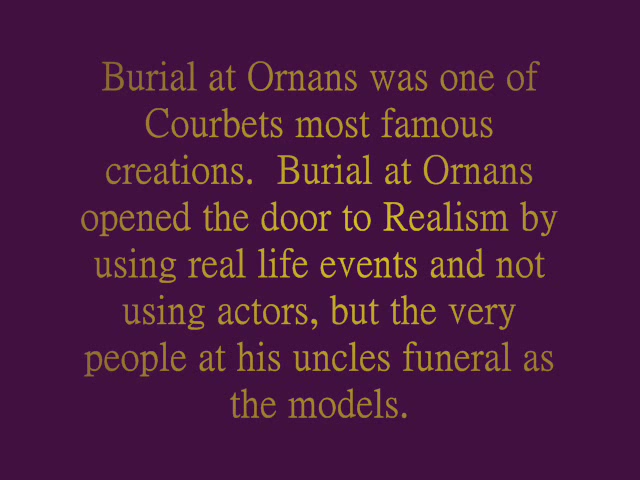 Burial at Ornans was one of
Courbets most famous
creations.  Burial at Ornans
opened the door to Realism by
using real life events and not
using actors, but the very
people at his uncles funeral as
the models.